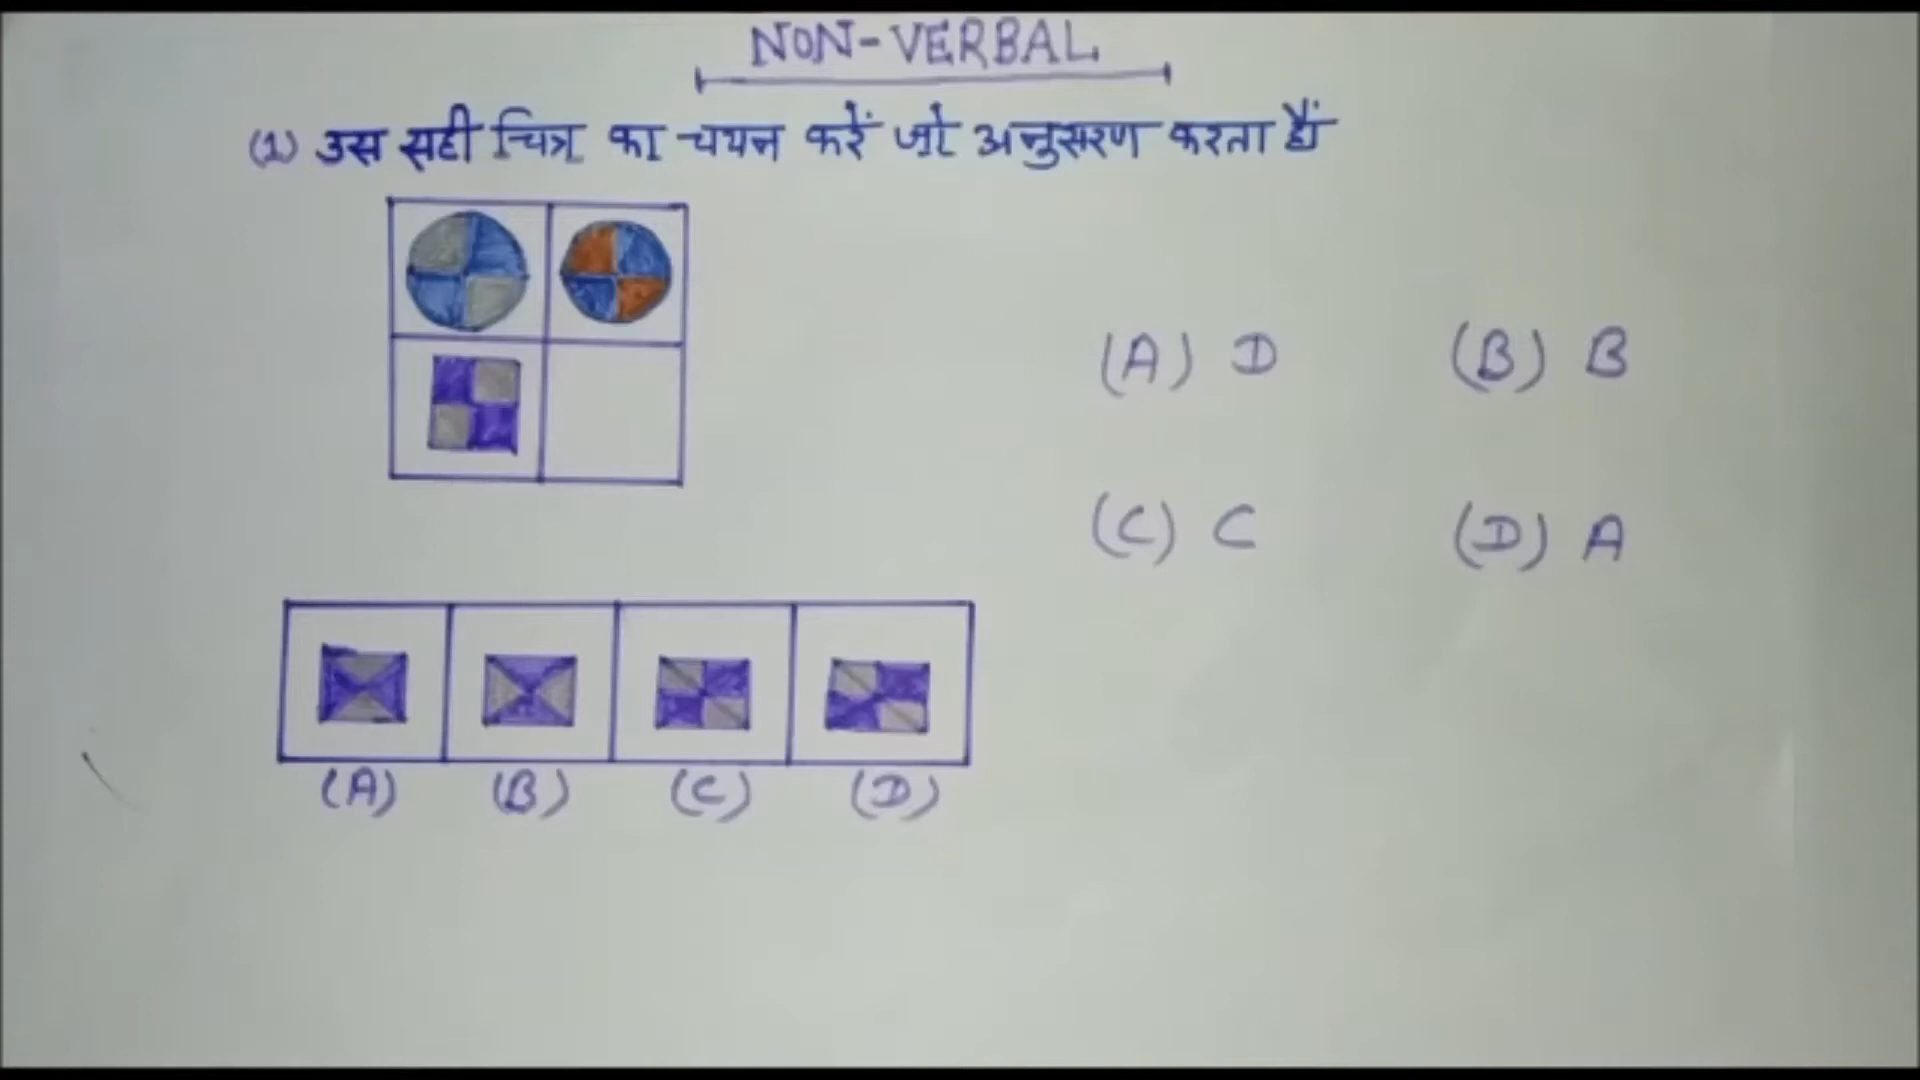 NON-VERBAL
(1) उस सही चित्र का चयन करें जो अनुसरण करता हैं
(A) D (B) B
(C) C (D) A
(A) (B) (C) (D)